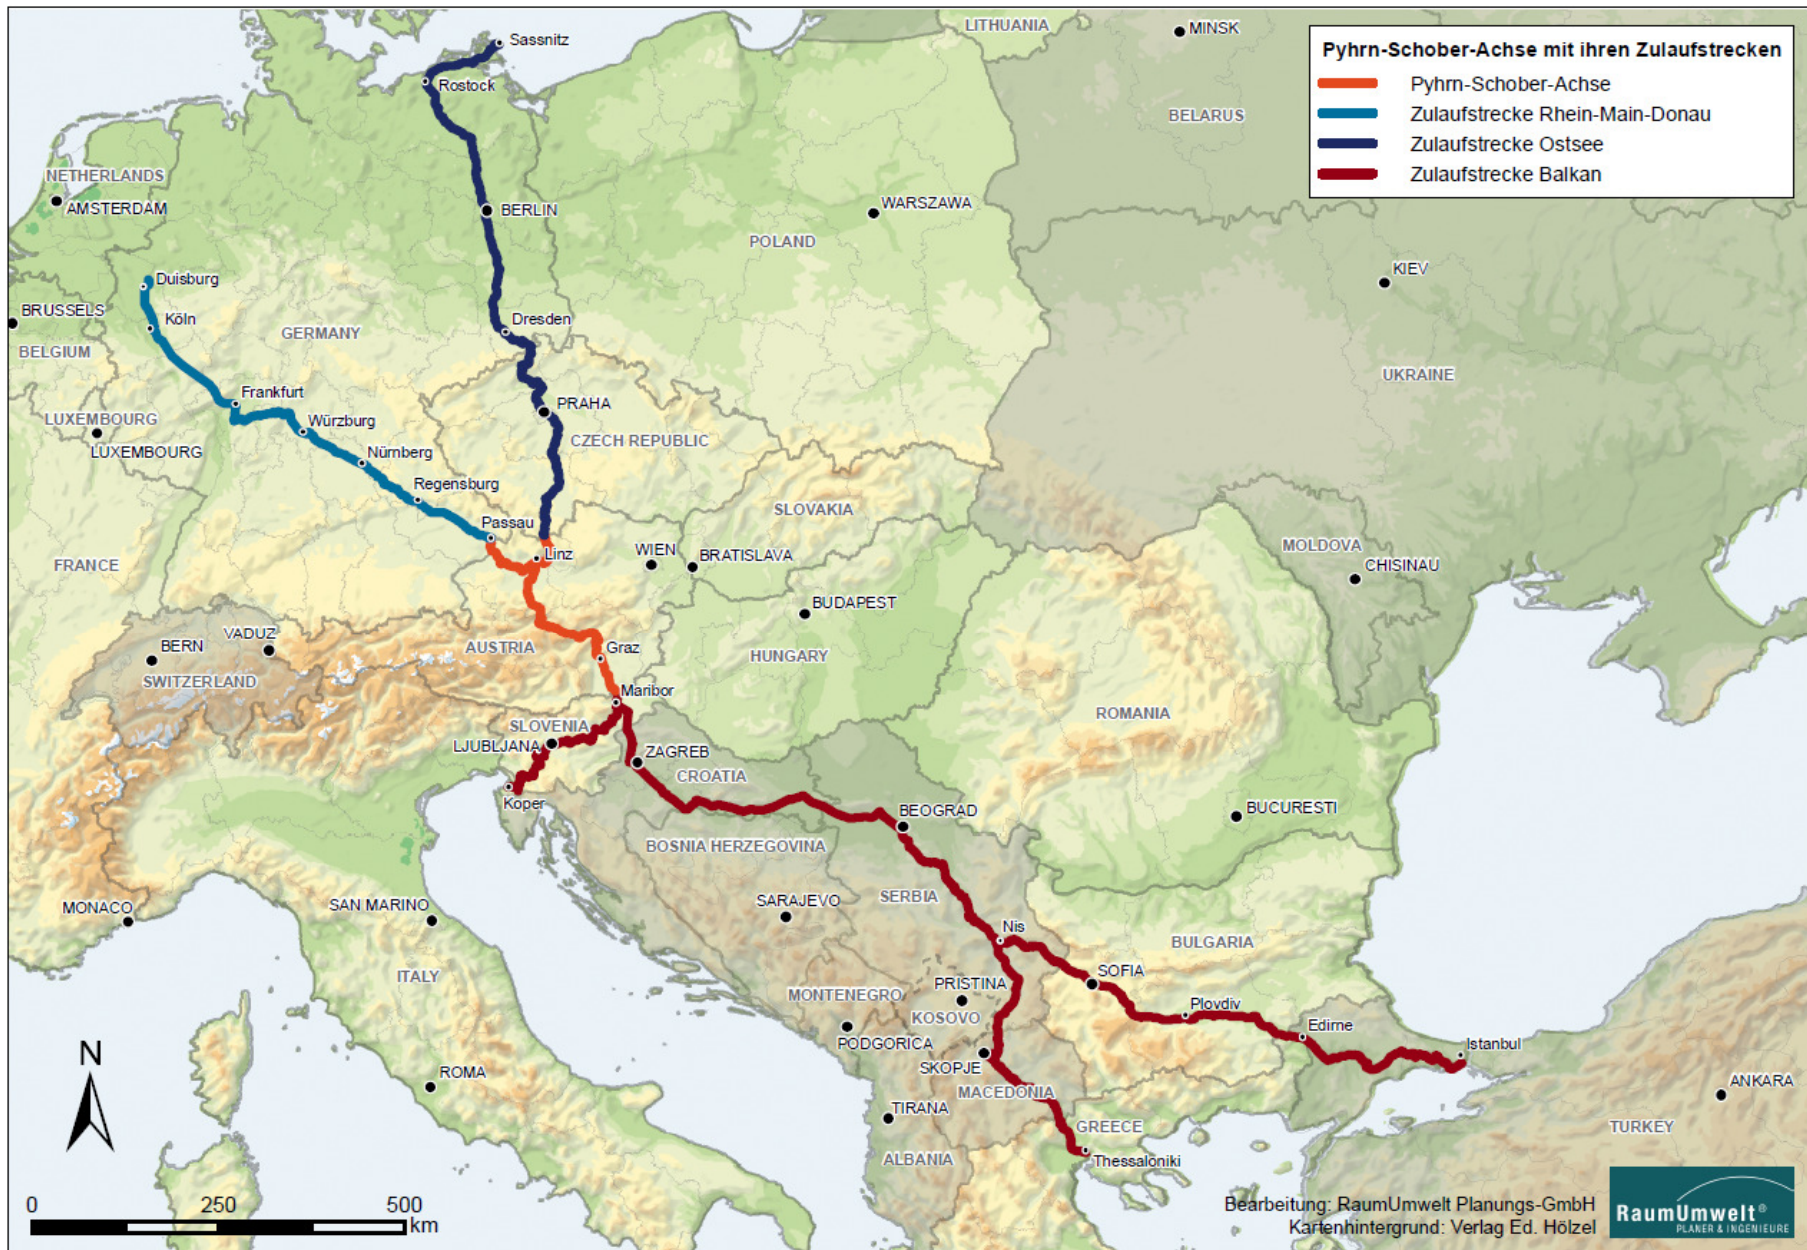 Pyhrn-Schober-Achse mit ihren Zulaufstrecken
Pyhrn-Schober-Achse
Zulaufstrecke Rhein-Main-Donau
Zulaufstrecke Ostsee
Zulaufstrecke Balkan
LITHUANIA
MINSK
Sassnitz
Rostock
BELARUS
NETHERLANDS
AMSTERDAM
BERLIN
WARSZAWA
POLAND
KIEV
Duisburg
BRUSSELS
Köln
GERMANY
Dresden
BELGIUM
UKRAINE
Frankfurt
PRAHA
LUXEMBOURG
Würzburg
CZECH REPUBLIC
LUXEMBOURG
Nürnberg
Regensburg
SLOVAKIA
Passau
Linz
WIEN
BRATISLAVA
MOLDOVA
CHISINAU
FRANCE
BUDAPEST
BERN
VADUZ
AUSTRIA
Graz
HUNGARY
SWITZERLAND
Maribor
ROMANIA
SLOVENIA
LJUBLJANA
ZAGREB
CROATIA
Koper
BEOGRAD
BUCURESTI
BOSNIA HERZEGOVINA
SERBIA
MONACO
SAN MARINO
SARAJEVO
Nis
BULGARIA
ITALY
SOFIA
PRISTINA
MONTENEGRO
Plovdiv
KOSOVO
Edirne
PODGORICA
Istanbul
SKOPJE
ROMA
MACEDONIA
ANKARA
TIRANA
GREECE
TURKEY
ALBANIA
Thessaloniki
N
0 250 500
km
Bearbeitung: RaumUmwelt Planungs-GmbH
Kartenhintergrund: Verlag Ed. Hölzel
RaumUmwelt®
PLANER & INGENIEURE